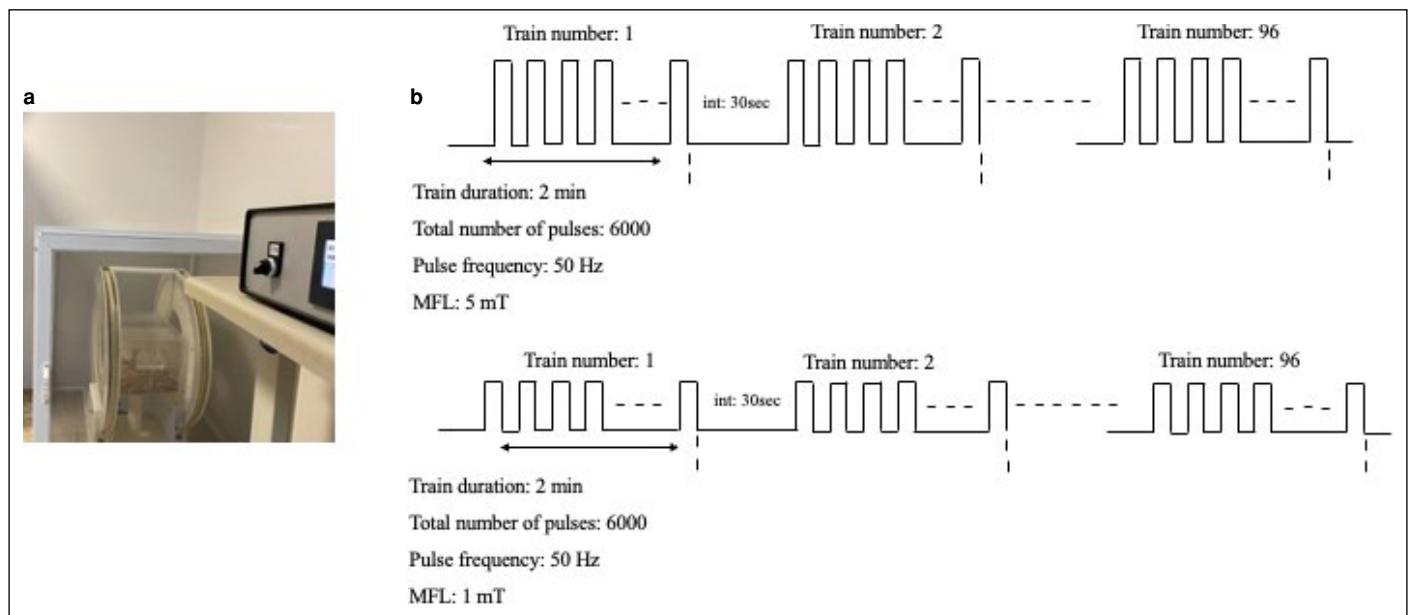 a
b
Train number: 1
Train number: 2
Train number: 96
int: 30sec
Train duration: 2 min
Total number of pulses: 6000
Pulse frequency: 50 Hz
MFL: 5 mT
Train number: 1
Train number: 2
Train number: 96
int: 30sec
Train duration: 2 min
Total number of pulses: 6000
Pulse frequency: 50 Hz
MFL: 1 mT